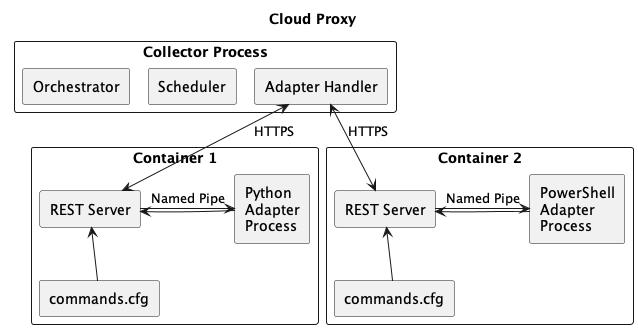 Cloud Proxy
Collector Process
Orchestrator
Scheduler
Adapter Handler
HTTPS
HTTPS
Container 1
REST Server
Named Pipe
Python
Adapter
Process
commands.cfg
Container 2
REST Server
Named Pipe
PowerShell
Adapter
Process
commands.cfg